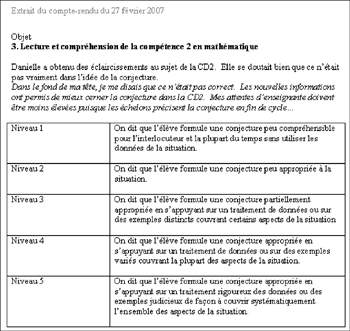 Extrait du compte-rendu du 27 février 2007
Objet
3. Lecture et compréhension de la compétence 2 en mathématique
Danielle a obtenu des éclaircissements au sujet de la CD2. Elle se doutait bien que ce n'était
pas vraiment dans l'idée de la conjecture.
Dans le fond de ma tête, je me disais que ce n'était pas correct. Les nouvelles informations
ont permis de mieux cerner la conjecture dans la CD2. Mes attentes d'enseignante doivent
être moins élevées puisque les échelons précisent la conjecture en fin de cycle...
Niveau 1
On dit que l'élève formule une conjecture peu compréhensible
pour l'interlocuteur et la plupart du temps sans utiliser les
données de la situation.
Niveau 2
On dit que l'élève formule une conjecture peu appropriée à la
situation.
Niveau 3
On dit que l'élève formule une conjecture partiellement
appropriée en s'appuyant sur un traitement de données ou sur
des exemples distincts couvrant certains aspects de la situation
Niveau 4
On dit que l'élève formule une conjecture appropriée en
s'appuyant sur un traitement de données ou sur des exemples
variés couvrant la plupart des aspects de la situation.
Niveau 5
On dit que l'élève formule une conjecture appropriée en
s'appuyant sur un traitement rigoureux des données ou des
exemples judicieux de façon à couvrir systématiquement
l'ensemble des aspects de la situation.